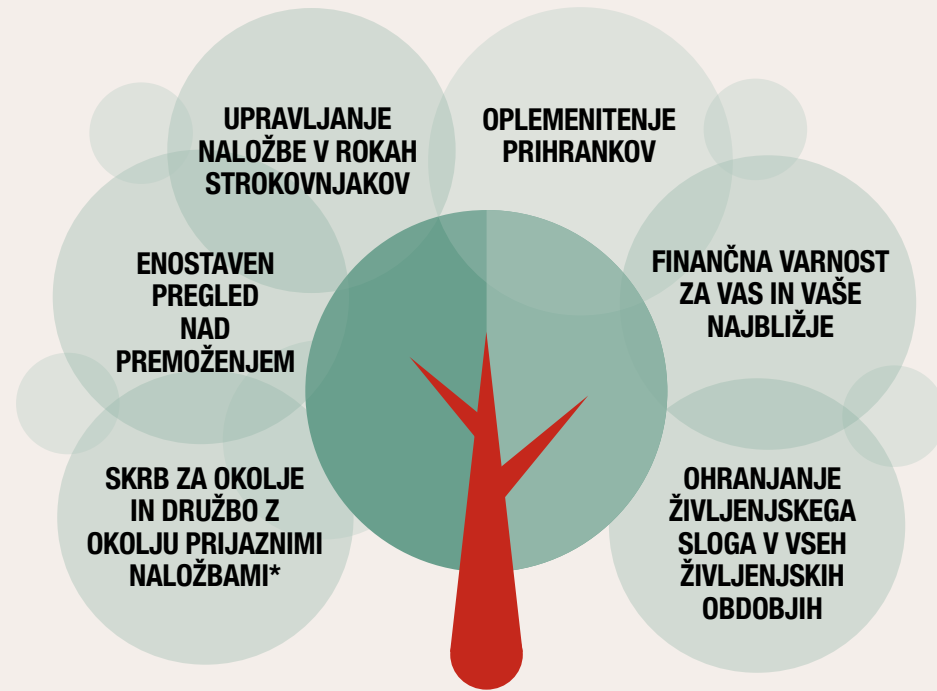 UPRAVLJANJE
NALOŽBE V ROKAH
STROKOVNJAKOV
OPLEMENITENJE
PRIHRANKOV
ENOSTAVEN
PREGLED
NAD
PREMOŽENJEM
FINANČNA VARNOST
ZA VAS IN VAŠE
NAJBLIŽJE
SKRB ZA OKOLJE
IN DRUŽBO Z
OKOLJU PRIJAZNIMI
NALOŽBAMI*
OHRANJANJE
ŽIVLJENJSKEGA
SLOGA V VSEH
ŽIVLJENJSKIH
OBDOBJIH